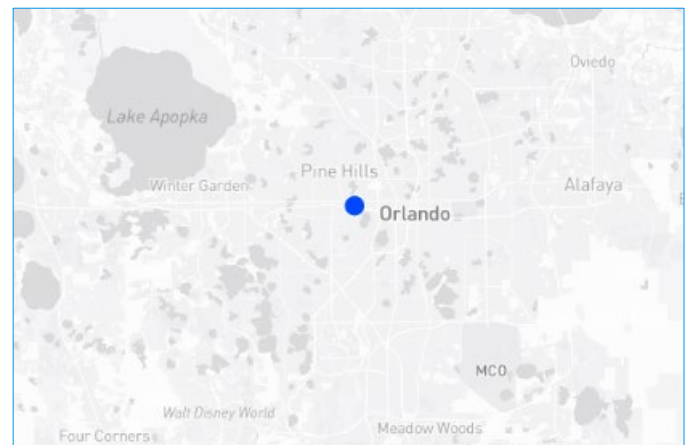 Oviedo
Lake Apopka
Pine Hills
Winter Garden
Alafaya
Orlando
MCO
Walt Disney World
Four Corners
Meadow Woods